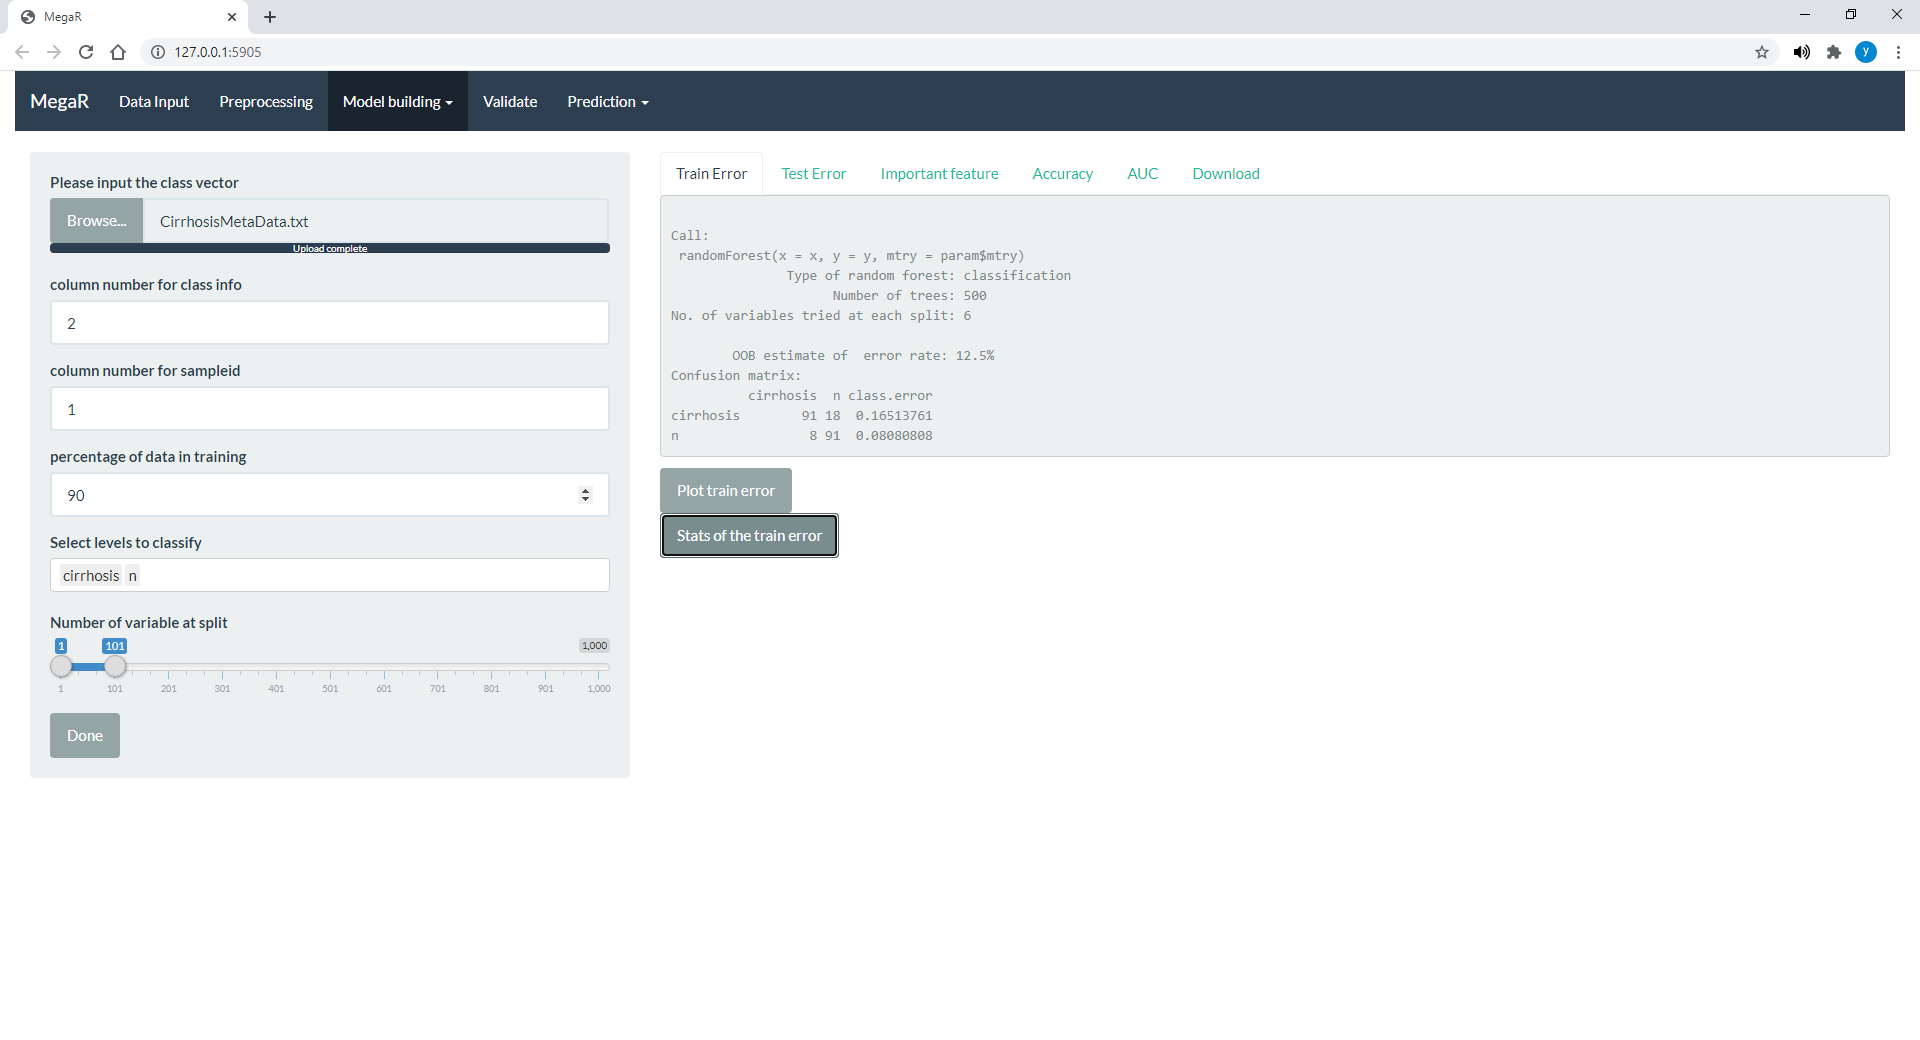 MegaR
127.0.0.1:5905
y
MegaR Data Input Preprocessing Model building Validate Prediction
Please input the class vector
Browse... CirrhosisMetaData.txt
Upload complete
column number for class info
2
column number for sampleid
1
percentage of data in training
90
Select levels to classify
cirrhosis n
Number of variable at split
1 101 1,000
1 101 201 301 401 501 601 701 801 901 1,000
Done
Train Error Test Error Important feature Accuracy AUC Download
Call:
randomForest(x = x, y = y, mtry = param$mtry)
Type of random forest: classification
Number of trees: 500
No. of variables tried at each split: 6
OOB estimate of  error rate: 12.5%
Confusion matrix:
cirrhosis  n class.error
cirrhosis        91 18  0.16513761
n                 8 91  0.08080808
Plot train error
Stats of the train error